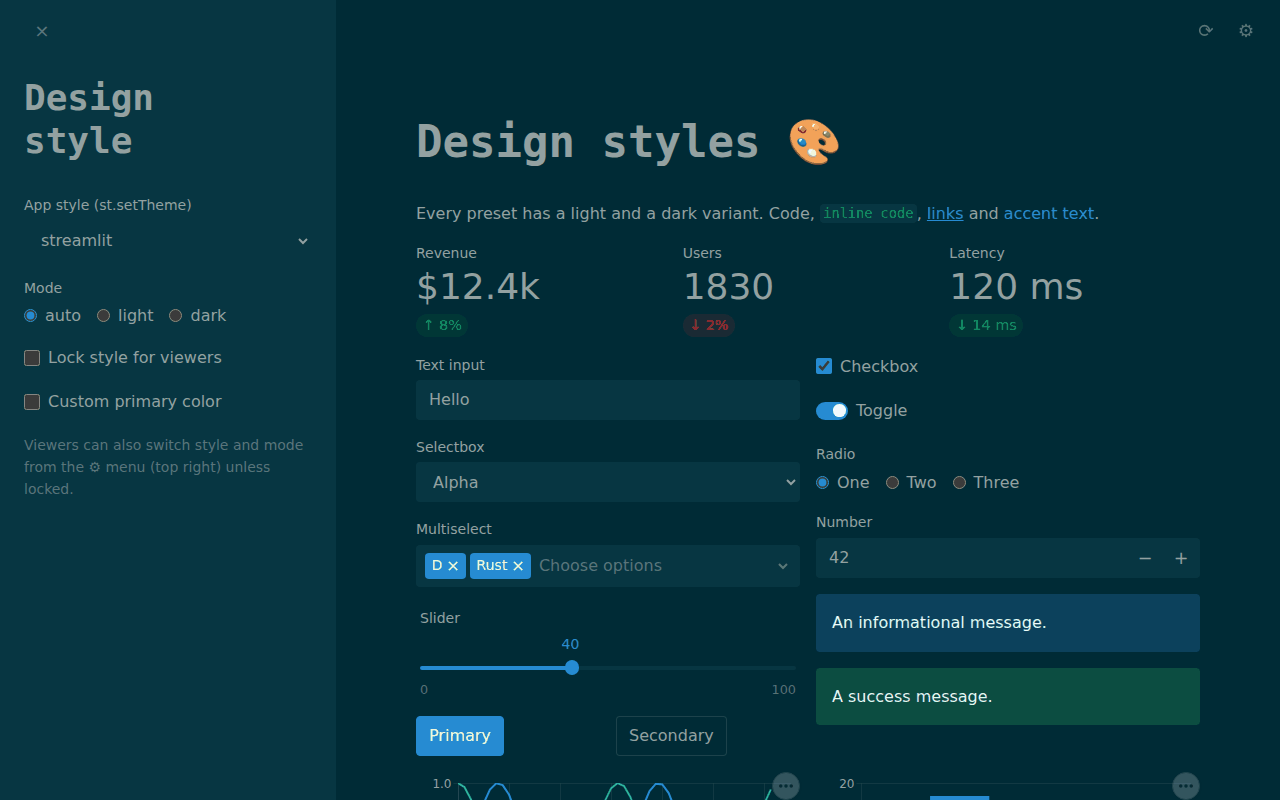 Design
style
App style (st.setTheme)
streamlit
Mode
auto light dark
Lock style for viewers
Custom primary color
Viewers can also switch style and mode
from the ⚙ menu (top right) unless
locked.
Design styles 🎨
Every preset has a light and a dark variant. Code, inline code, links and accent text.
Revenue Users Latency
$12.4k 1830 120 ms
↑ 8% ↓ 2% ↓ 14 ms
Text input
Hello
Selectbox
Alpha
Multiselect
D × Rust × Choose options
Slider
40
0 100
Primary Secondary
1.0
Checkbox
Toggle
Radio
One Two Three
Number
42 − +
An informational message.
A success message.
20